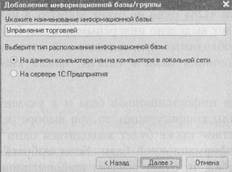 Добавление информационной базы/группы
Укажите наименование информационной базы:
Управление торговлей
Выберите тип расположения информационной базы:
На данном компьютере или на компьютере в локальной сети
На сервере 1С:Предприятия
< Назад
Далее >
Отмена